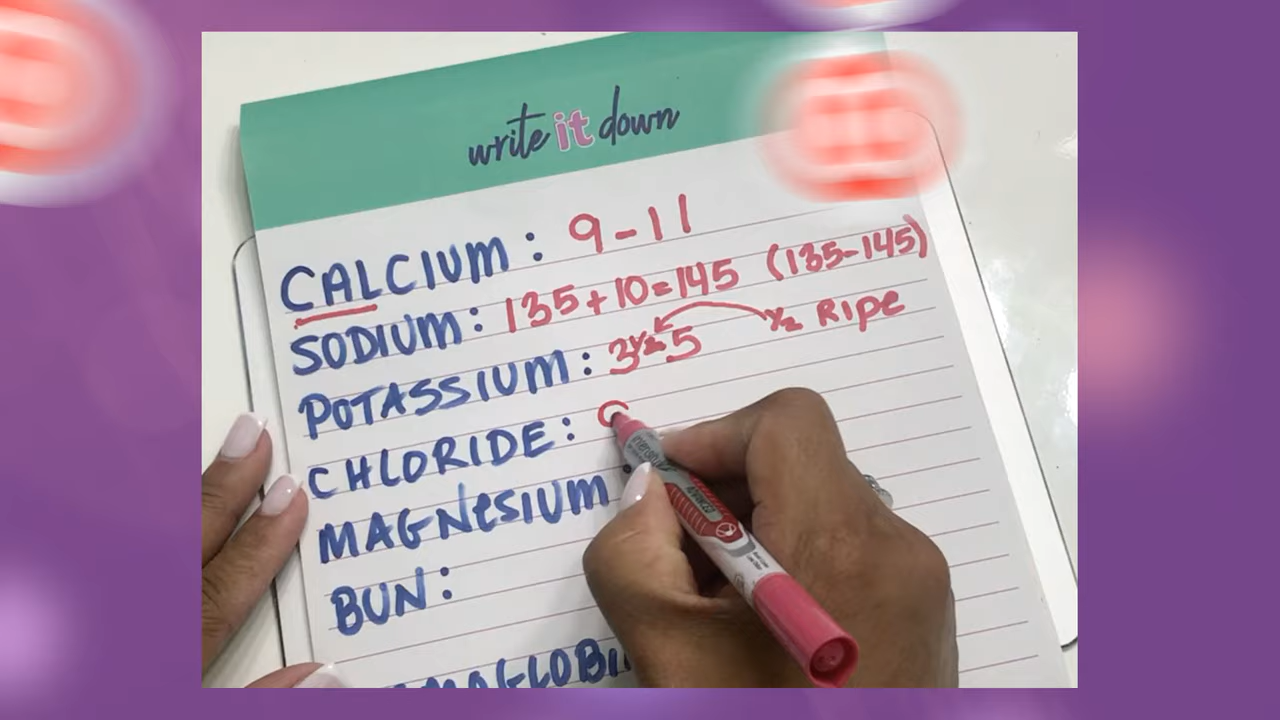 write it down
CALCIUM: 9-11
SODIUM: 135+10=145 (135-145)
POTASSIUM: 3½-5 ½ RIPE
CHLORIDE:
MAGNESIUM
BUN: